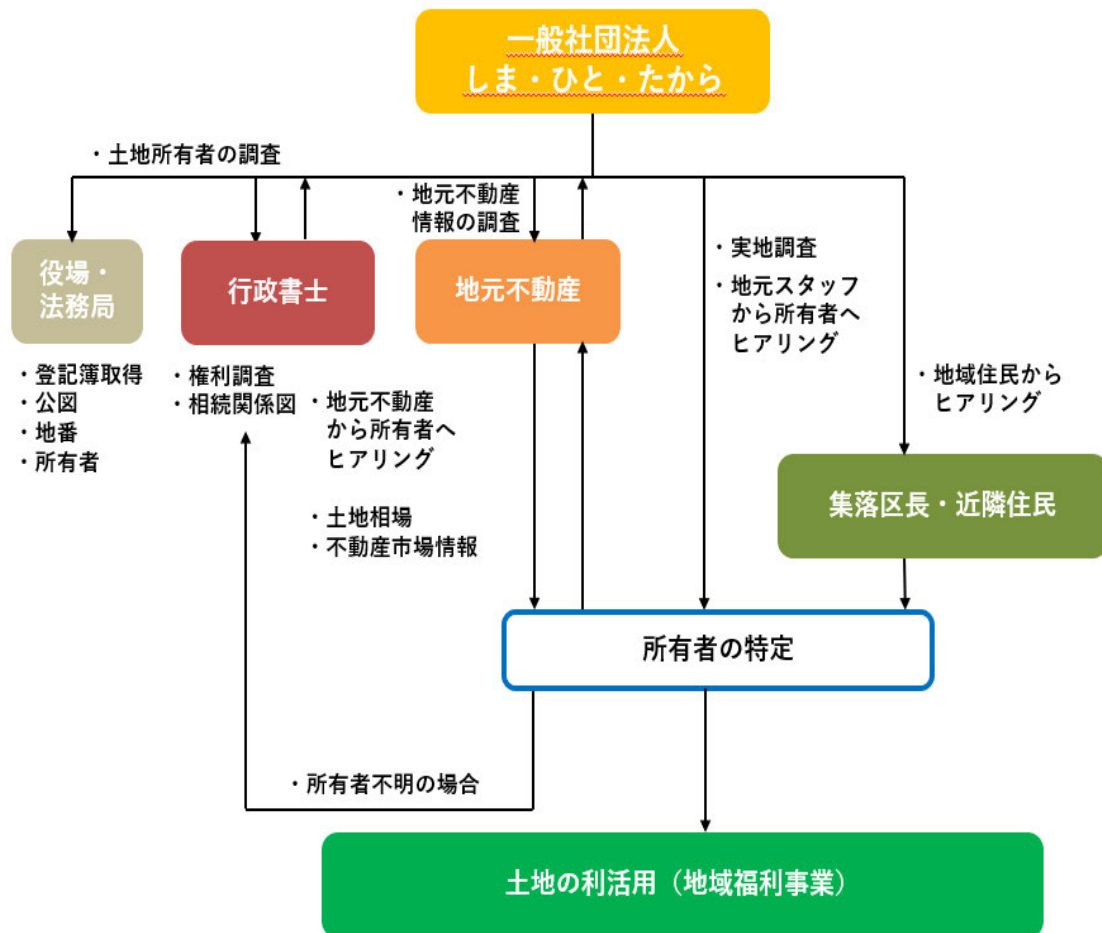 一般社団法人
しま・ひと・たから
・土地所有者の調査
・地元不動産
情報の調査
役場・
法務局
行政書士
地元不動産
・実地調査
・地元スタッフ
から所有者へ
ヒアリング
・登記簿取得
・公図
・地番
・所有者
・権利調査
・相続関係図
・地元不動産
から所有者へ
ヒアリング
・土地相場
・不動産市場情報
・地域住民から
ヒアリング
集落区長・近隣住民
所有者の特定
・所有者不明の場合
土地の利活用（地域福利事業）